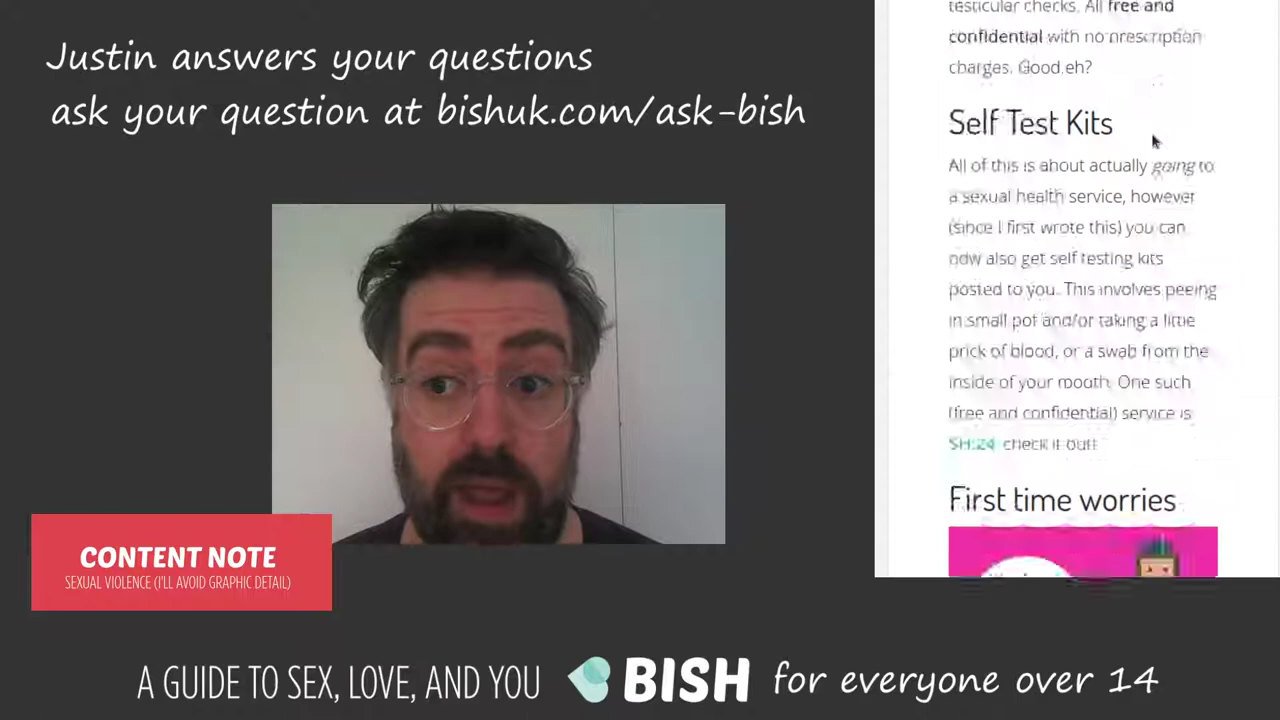 Justin answers your questions
ask your question at bishuk.com/ask-bish
testicular checks. All free and
confidential with no prescription
charges. Good eh?
Self Test Kits
All of this is about actually going to
a sexual health service, however
(since I first wrote this) you can
now also get self testing kits
posted to you. This involves peeing
in small pot and/or taking a little
prick of blood, or a swab from the
inside of your mouth. One such
(free and confidential) service is
SH:24 check it out!
First time worries
CONTENT NOTE
SEXUAL VIOLENCE (I'LL AVOID GRAPHIC DETAIL)
A GUIDE TO SEX, LOVE, AND YOU
BISH
for everyone over 14